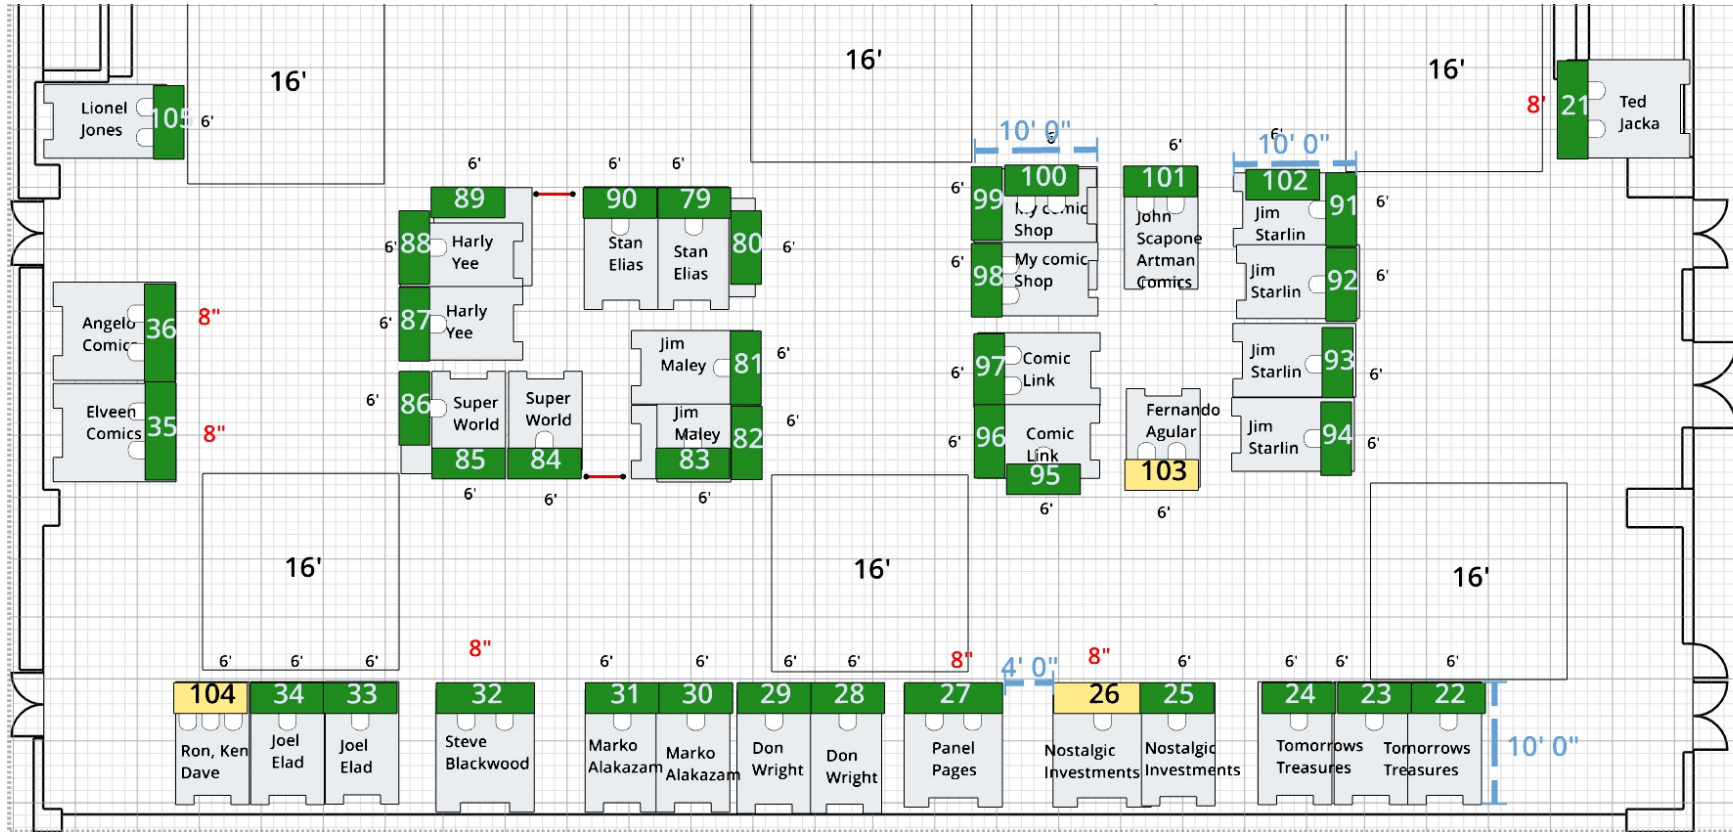 16'
16'
16'
Lionel
Jones
105
6'
8'
21
Ted
Jacka
10' 0"
6'
6'
6'
10' 0"
6'
6'
6'
89
90
79
6'
99
100
101
102
91
6'
My comic
Shop
John
Scapone
Artman
Comics
Jim
Starlin
6'
88
Harly
Yee
Stan
Elias
Stan
Elias
80
6'
6'
98
My comic
Shop
Jim
Starlin
92
6'
Angelo
Comics
36
8"
6'
87
Harly
Yee
Jim
Maley
81
6'
6'
97
Comic
Link
Jim
Starlin
93
6'
Elveen
Comics
35
8"
6'
86
Super
World
Super
World
Jim
Maley
82
6'
6'
96
Comic
Link
Fernando
Agular
Jim
Starlin
94
6'
85
84
83
95
103
6'
6'
6'
6'
6'
16'
16'
16'
6'
6'
6'
8"
6'
6'
6'
6'
8"
4' 0"
8"
6'
6'
6'
6'
104
34
33
32
31
30
29
28
27
26
25
24
23
22
Ron, Ken
Dave
Joel
Elad
Joel
Elad
Steve
Blackwood
Marko
Alakazam
Marko
Alakazam
Don
Wright
Don
Wright
Panel
Pages
Nostalgic
Investments
Nostalgic
Investments
Tomorrows
Treasures
Tomorrows
Treasures
10' 0"